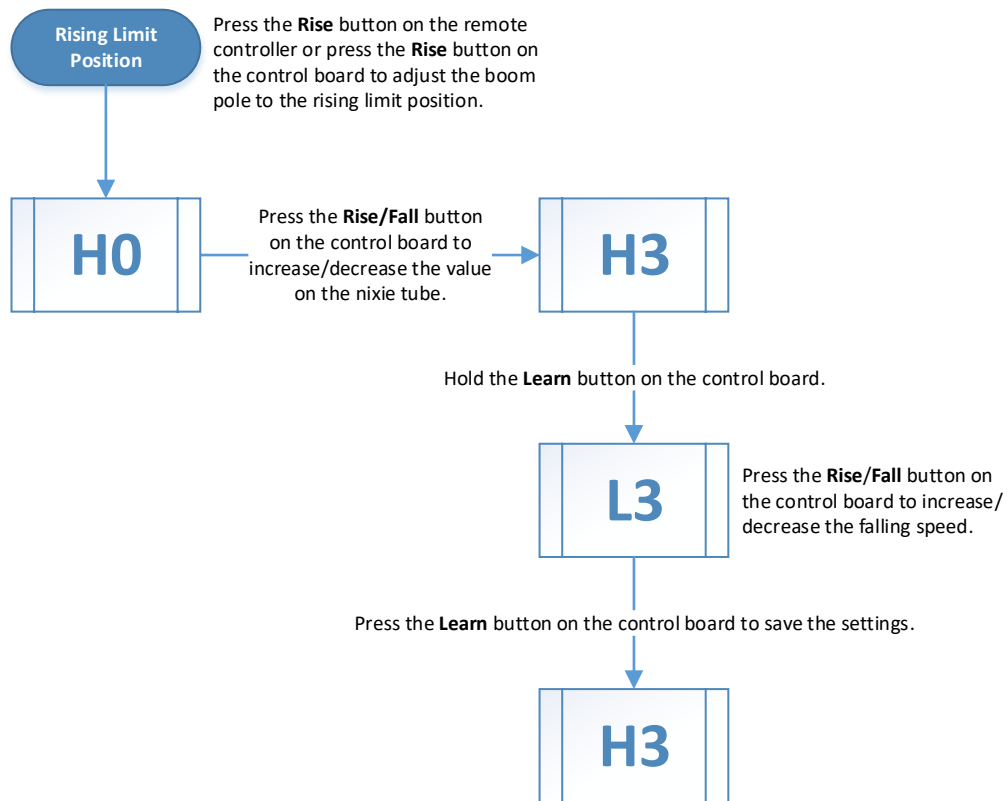 Rising Limit
Position
Press the Rise button on the remote
controller or press the Rise button on
the control board to adjust the boom
pole to the rising limit position.
H0
Press the Rise/Fall button
on the control board to
increase/decrease the value
on the nixie tube.
H3
Hold the Learn button on the control board.
L3
Press the Rise/Fall button on
the control board to increase/
decrease the falling speed.
Press the Learn button on the control board to save the settings.
H3